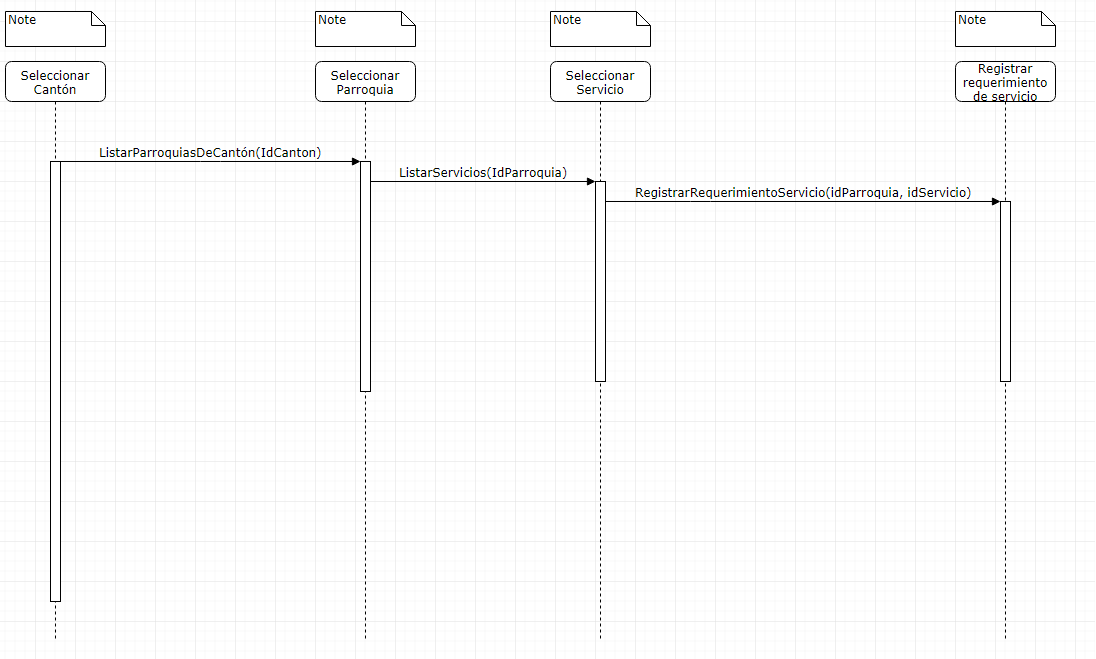 Note
Note
Note
Note
Seleccionar
Cantón
Seleccionar
Parroquia
Seleccionar
Servicio
Registrar
requerimiento
de servicio
ListarParroquiasDeCantón(IdCanton)
ListarServicios(IdParroquia)
RegistrarRequerimientoServicio(idParroquia, idServicio)